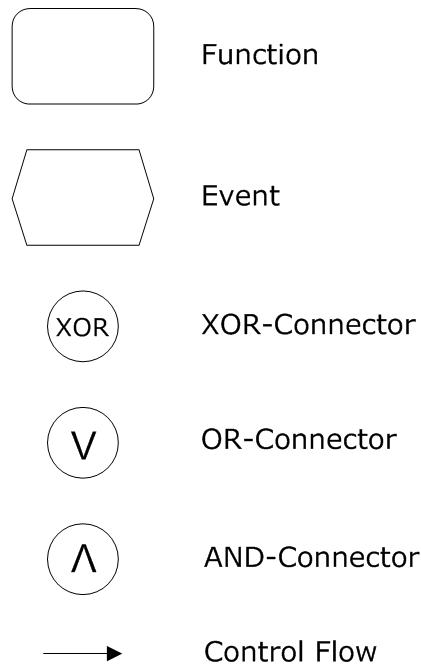 Function
Event
XOR XOR-Connector
V OR-Connector
Λ AND-Connector
Control Flow